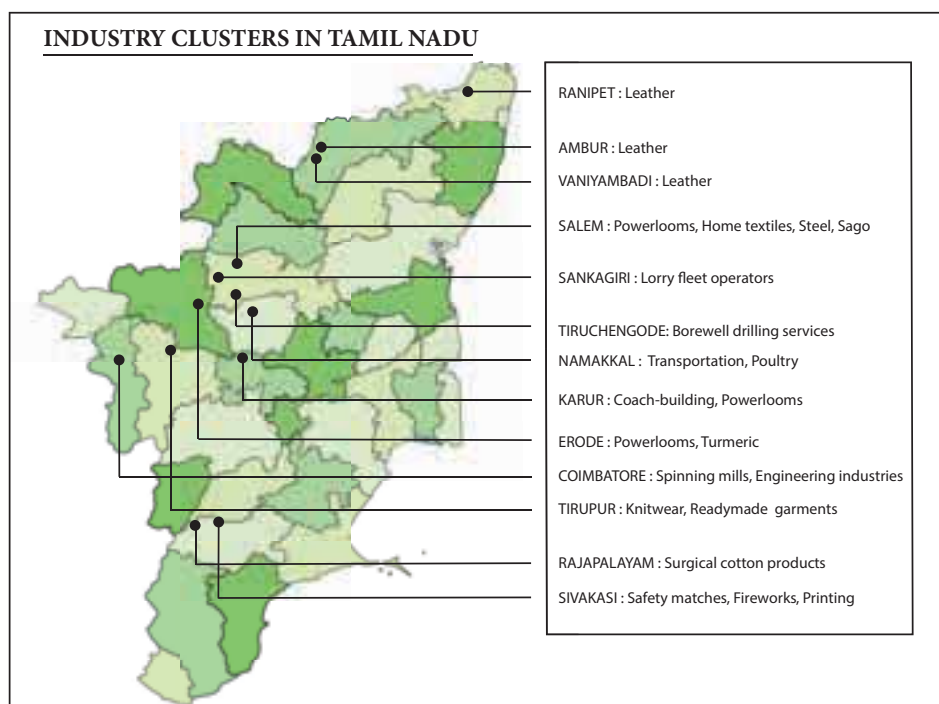 INDUSTRY CLUSTERS IN TAMIL NADU
RANIPET : Leather
AMBUR : Leather
VANIYAMBADI : Leather
SALEM : Powerlooms, Home textiles, Steel, Sago
SANKAGIRI : Lorry fleet operators
TIRUCHENGODE: Borewell drilling services
NAMAKKAL : Transportation, Poultry
KARUR : Coach-building, Powerlooms
ERODE : Powerlooms, Turmeric
COIMBATORE : Spinning mills, Engineering industries
TIRUPUR : Knitwear, Readymade garments
RAJAPALAYAM : Surgical cotton products
SIVAKASI : Safety matches, Fireworks, Printing